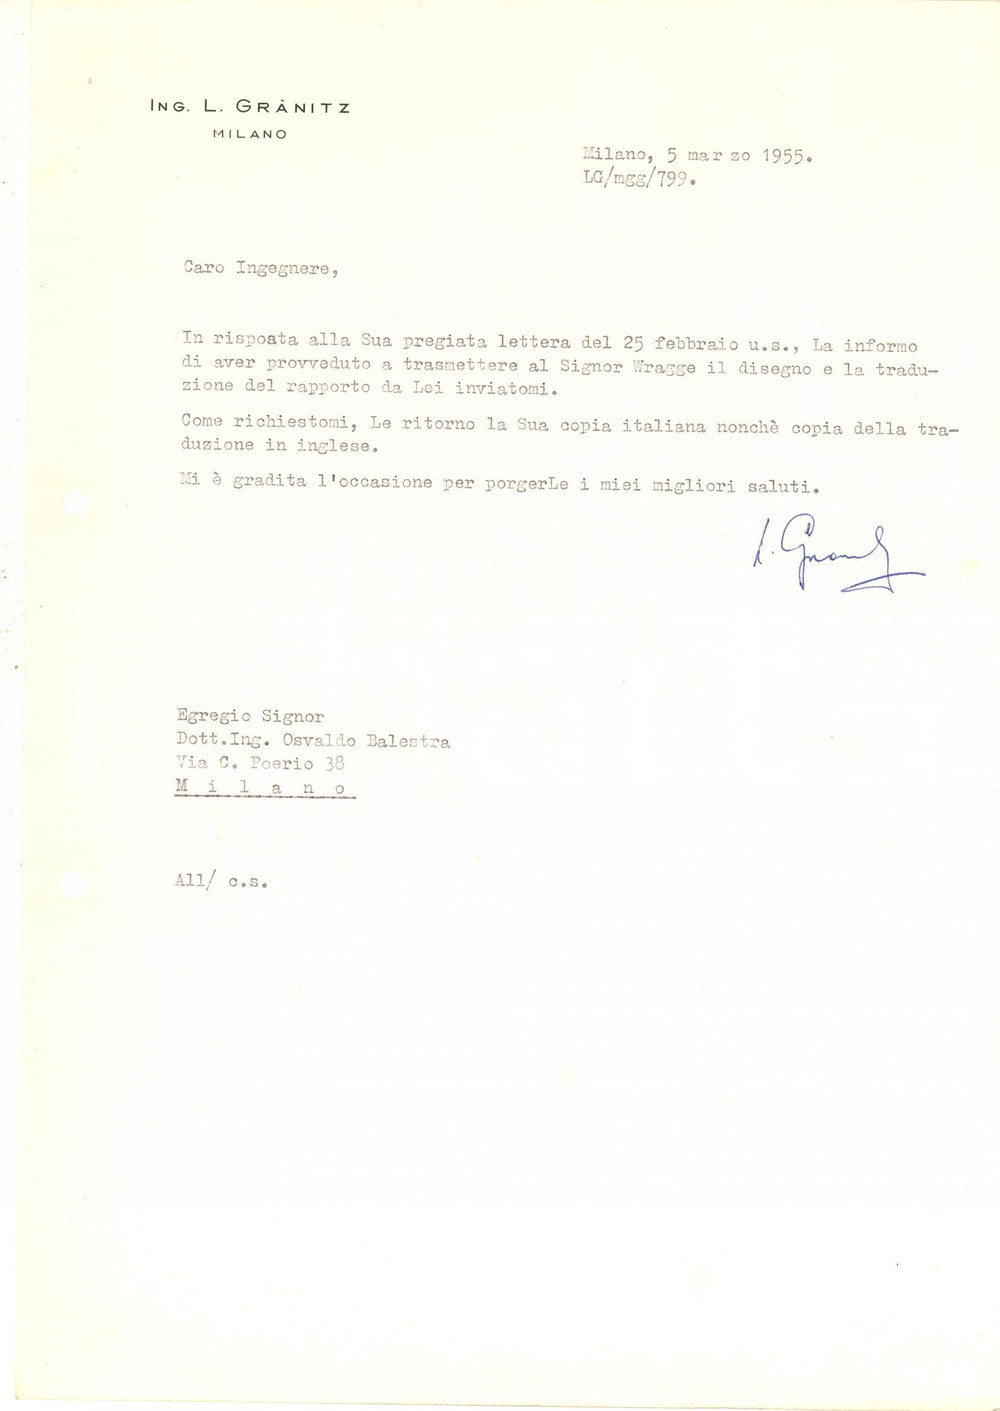 ING. L. GRÀNITZ
MILANO
Milano, 5 marzo 1955.
LG/mgg/799.
Caro Ingegnere,
In risposta alla Sua pregiata lettera del 25 febbraio u.s., La informo
di aver provveduto a trasmettere al Signor Wragge il disegno e la tradu-
zione del rapporto da Lei inviatomi.
Come richiestomi, Le ritorno la Sua copia italiana nonchè copia della tra-
duzione in inglese.
Mi è gradita l'occasione per porgerLe i miei migliori saluti.
L. Granitz
Egregio Signor
Dott.Ing. Osvaldo Balestra
Via C. Poerio 38
M i l a n o
All/ c.s.